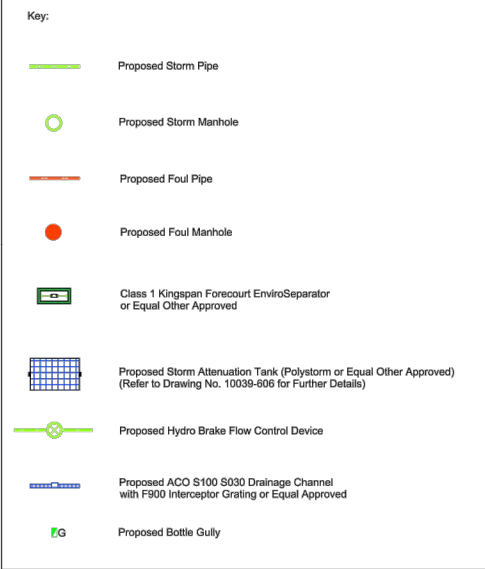 Key:
Proposed Storm Pipe
Proposed Storm Manhole
Proposed Foul Pipe
Proposed Foul Manhole
Class 1 Kingspan Forecourt EnviroSeparator
or Equal Other Approved
Proposed Storm Attenuation Tank (Polystorm or Equal Other Approved)
(Refer to Drawing No. 10039-606 for Further Details)
Proposed Hydro Brake Flow Control Device
Proposed ACO S100 S030 Drainage Channel
with F900 Interceptor Grating or Equal Approved
G
Proposed Bottle Gully